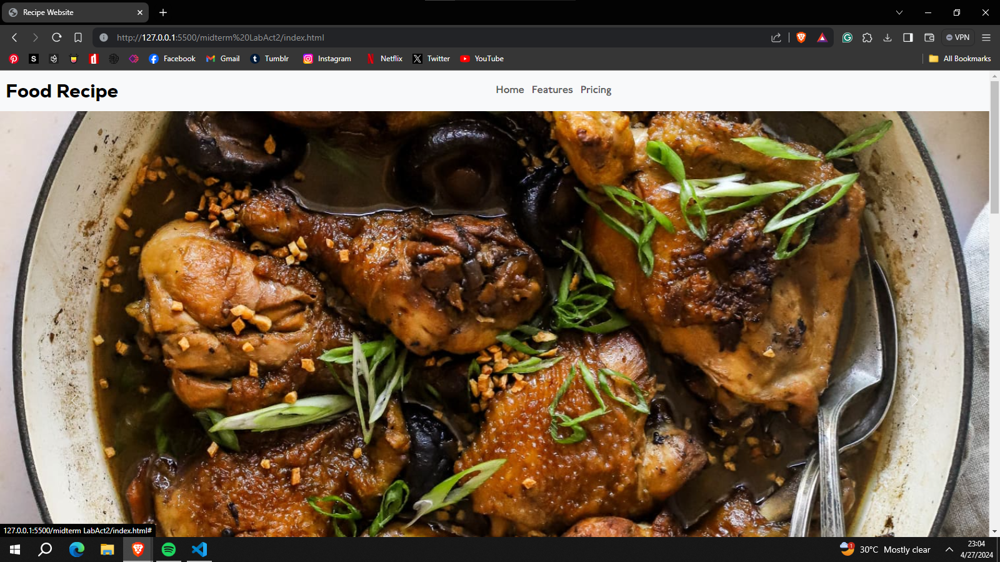 Recipe Website
http://127.0.0.1:5500/midterm%20LabAct2/index.html
VPN
Facebook Gmail Tumblr Instagram Netflix Twitter YouTube All Bookmarks
Food Recipe Home Features Pricing
127.0.0.1:5500/midterm LabAct2/index.html#
30°C Mostly clear
23:04
4/27/2024